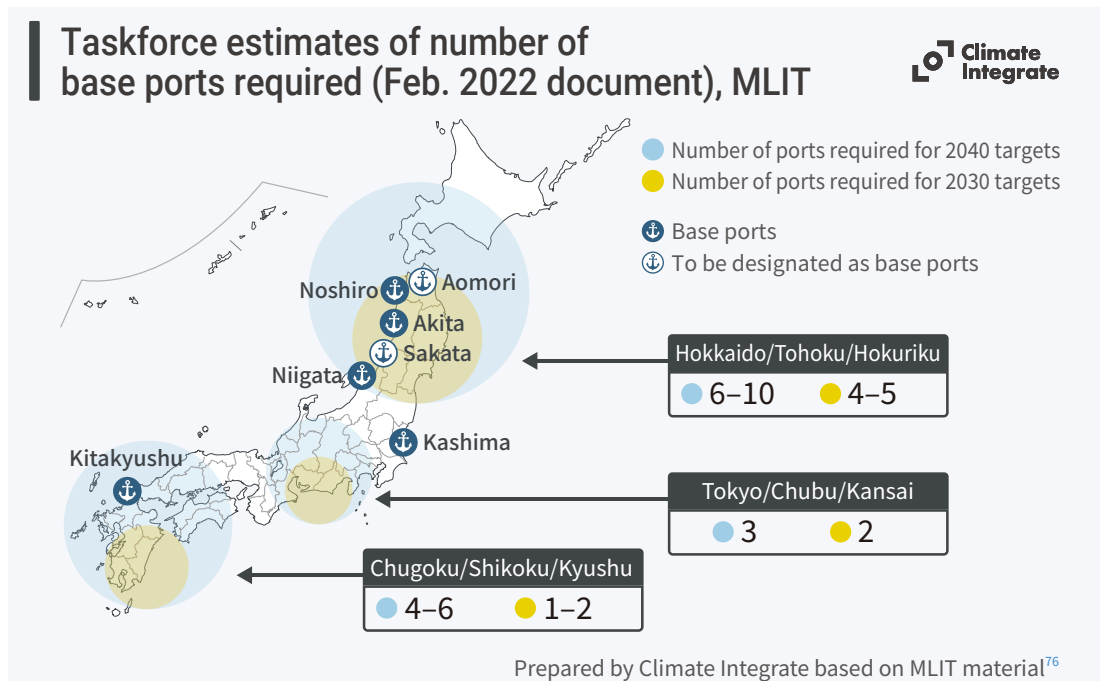 Taskforce estimates of number of
base ports required (Feb. 2022 document), MLIT
Climate
Integrate
Number of ports required for 2040 targets
Number of ports required for 2030 targets
Base ports
To be designated as base ports
Noshiro
Aomori
Akita
Sakata
Niigata
Kashima
Kitakyushu
Hokkaido/Tohoku/Hokuriku
6–10 4–5
Tokyo/Chubu/Kansai
3 2
Chugoku/Shikoku/Kyushu
4–6 1–2
Prepared by Climate Integrate based on MLIT material76